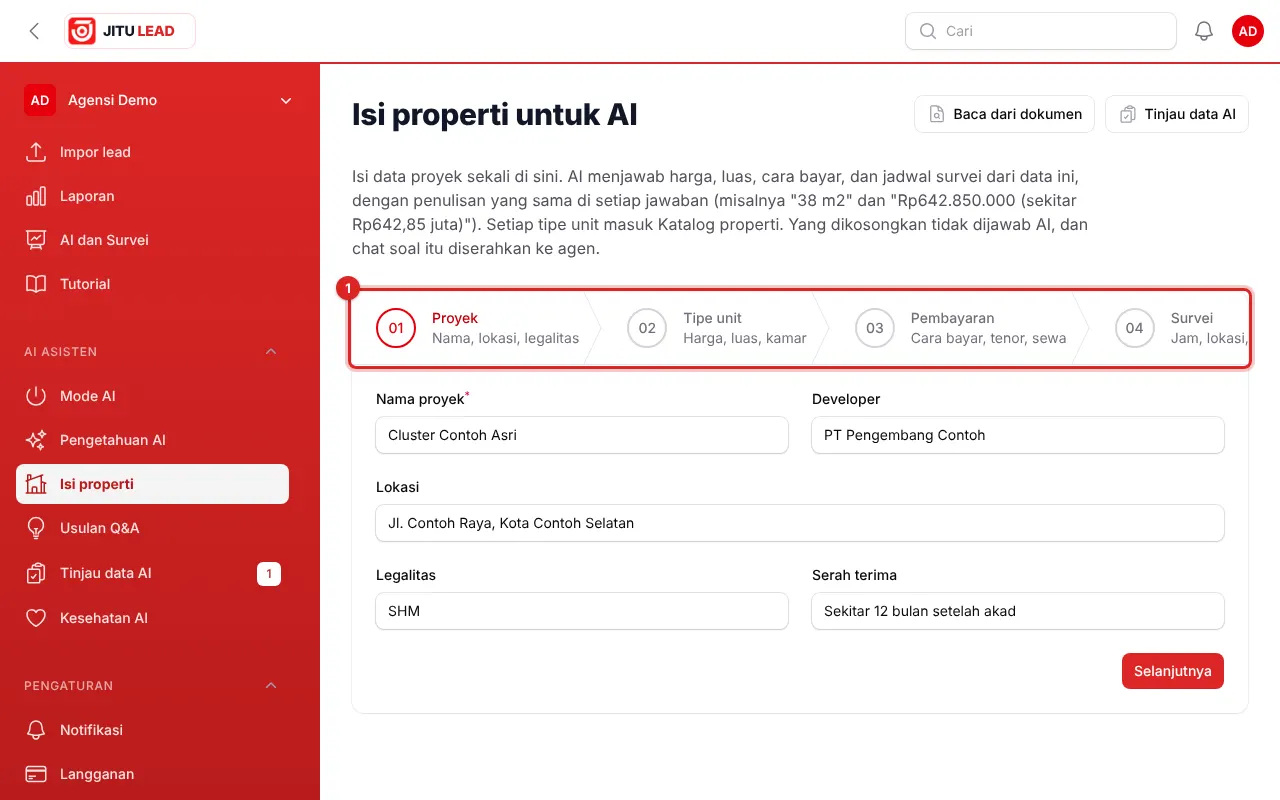 JITU LEAD
Cari
AD
AD
Agensi Demo
Impor lead
Laporan
AI dan Survei
Tutorial
AI ASISTEN
Mode AI
Pengetahuan AI
Isi properti
Usulan Q&A
Tinjau data AI
1
Kesehatan AI
PENGATURAN
Notifikasi
Langganan
Isi properti untuk AI
Baca dari dokumen
Tinjau data AI
Isi data proyek sekali di sini. AI menjawab harga, luas, cara bayar, dan jadwal survei dari data ini,
dengan penulisan yang sama di setiap jawaban (misalnya "38 m2" dan "Rp642.850.000 (sekitar
Rp642,85 juta)"). Setiap tipe unit masuk Katalog properti. Yang dikosongkan tidak dijawab AI, dan
chat soal itu diserahkan ke agen.
1
01
Proyek
Nama, lokasi, legalitas
02
Tipe unit
Harga, luas, kamar
03
Pembayaran
Cara bayar, tenor, sewa
04
Survei
Jam, lokasi,
Nama proyek*
Cluster Contoh Asri
Developer
PT Pengembang Contoh
Lokasi
Jl. Contoh Raya, Kota Contoh Selatan
Legalitas
SHM
Serah terima
Sekitar 12 bulan setelah akad
Selanjutnya